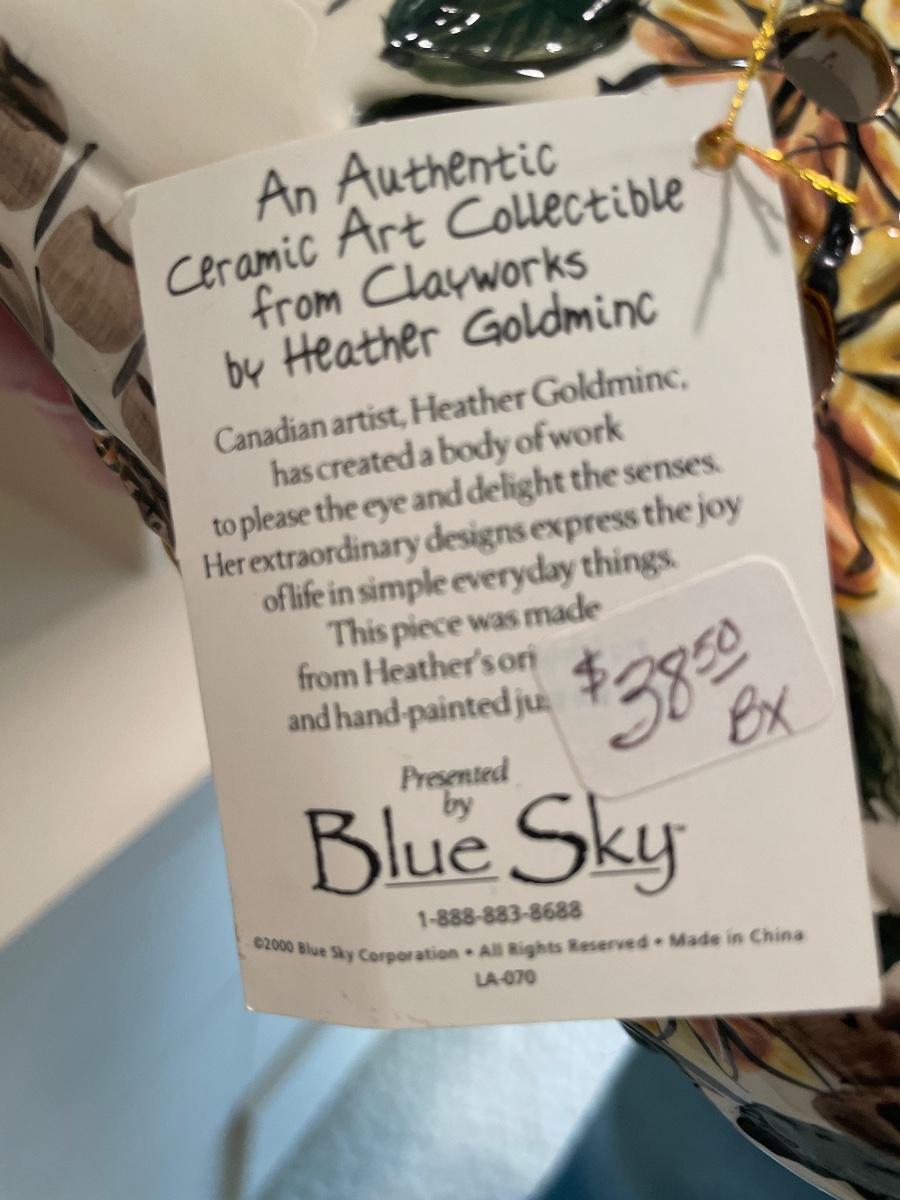 An Authentic
Ceramic Art Collectible
from Clayworks
by Heather Goldminc
Canadian artist, Heather Goldminc,
has created a body of work
to please the eye and delight the senses.
Her extraordinary designs express the joy
of life in simple everyday things.
This piece was made
from Heather's ori
and hand-painted ju
$38.50
BX
Presented
by
Blue Sky
1-888-883-8688
©2000 Blue Sky Corporation • All Rights Reserved • Made in China
LA-070